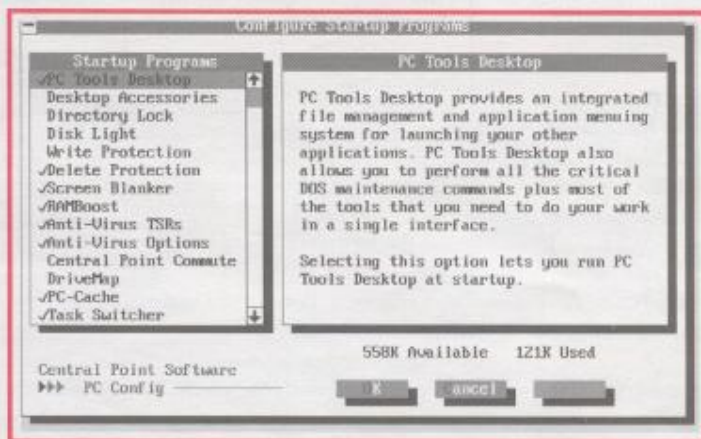 Configure Startup Programs
Startup Programs
√PC Tools Desktop
Desktop Accessories
Directory Lock
Disk Light
Write Protection
√Delete Protection
√Screen Blanker
√RAMBoost
√Anti-Virus TSRs
√Anti-Virus Options
Central Point Commute
DriveMap
√PC-Cache
√Task Switcher
PC Tools Desktop
PC Tools Desktop provides an integrated
file management and application menuing
system for launching your other
applications. PC Tools Desktop also
allows you to perform all the critical
DOS maintenance commands plus most of
the tools that you need to do your work
in a single interface.
Selecting this option lets you run PC
Tools Desktop at startup.
558K Available 121K Used
Central Point Software
▶▶▶ PC Config
OK
Cancel